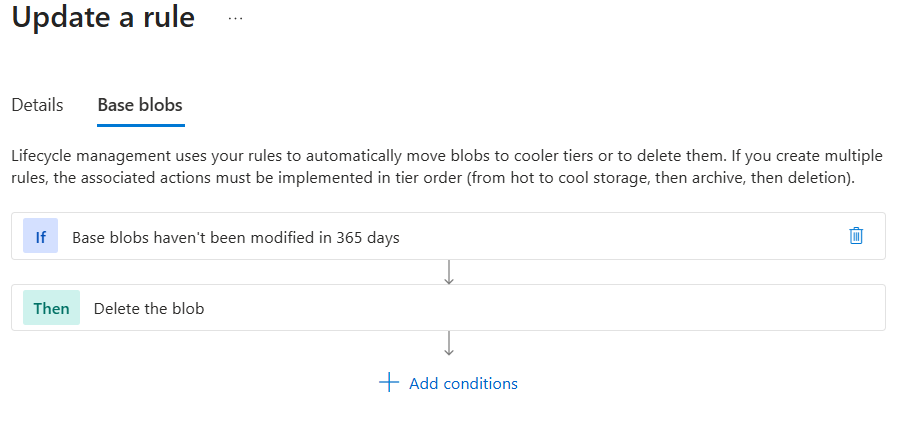 Update a rule ...
Details Base blobs
Lifecycle management uses your rules to automatically move blobs to cooler tiers or to delete them. If you create multiple
rules, the associated actions must be implemented in tier order (from hot to cool storage, then archive, then deletion).
If Base blobs haven't been modified in 365 days
Then Delete the blob
Add conditions